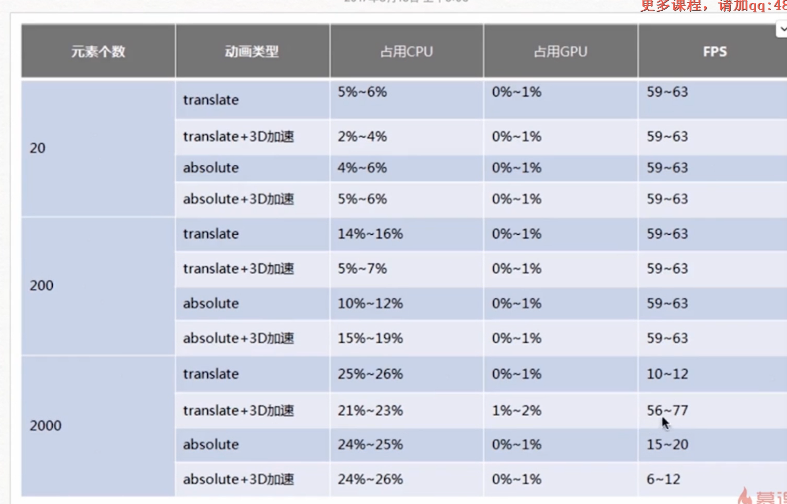 更多课程，请加qq:48
元素个数 动画类型 占用CPU 占用GPU FPS
20
translate 5%~6% 0%~1% 59~63
translate+3D加速 2%~4% 0%~1% 59~63
absolute 4%~6% 0%~1% 59~63
absolute+3D加速 5%~6% 0%~1% 59~63
200
translate 14%~16% 0%~1% 59~63
translate+3D加速 5%~7% 0%~1% 59~63
absolute 10%~12% 0%~1% 59~63
absolute+3D加速 15%~19% 0%~1% 59~63
2000
translate 25%~26% 0%~1% 10~12
translate+3D加速 21%~23% 1%~2% 56~77
absolute 24%~25% 0%~1% 15~20
absolute+3D加速 24%~26% 0%~1% 6~12